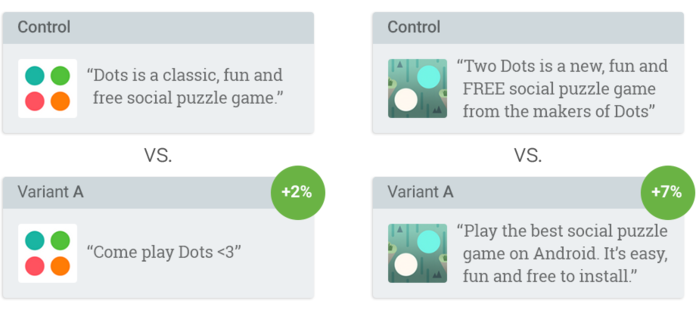 Control
“Dots is a classic, fun and
free social puzzle game.”
VS.
Variant A
+2%
“Come play Dots <3”
Control
“Two Dots is a new, fun and
FREE social puzzle game
from the makers of Dots”
VS.
Variant A
+7%
“Play the best social puzzle
game on Android. It’s easy,
fun and free to install.”